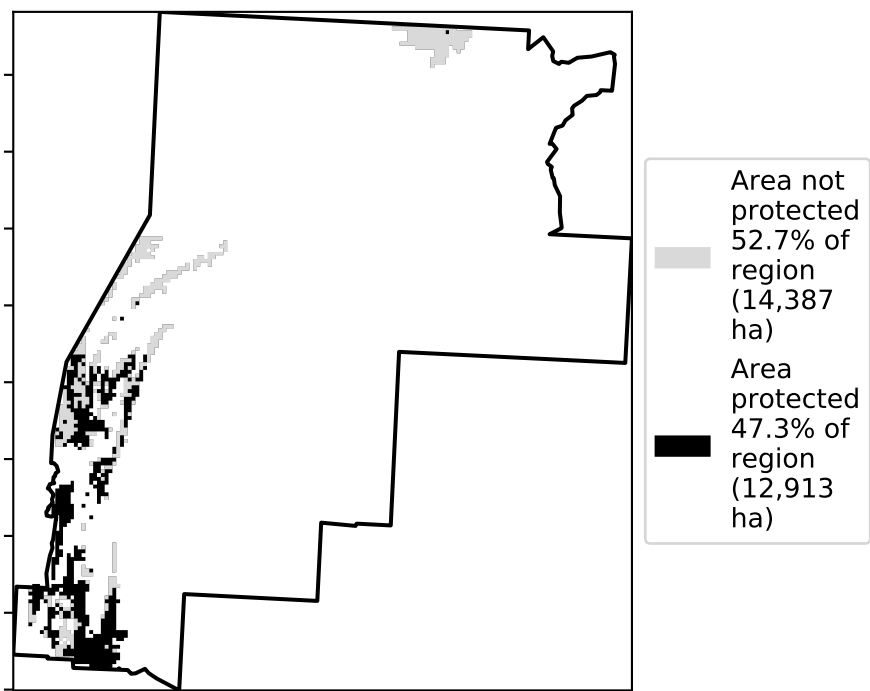 Area not
protected
52.7% of
region
(14,387
ha)
Area
protected
47.3% of
region
(12,913
ha)